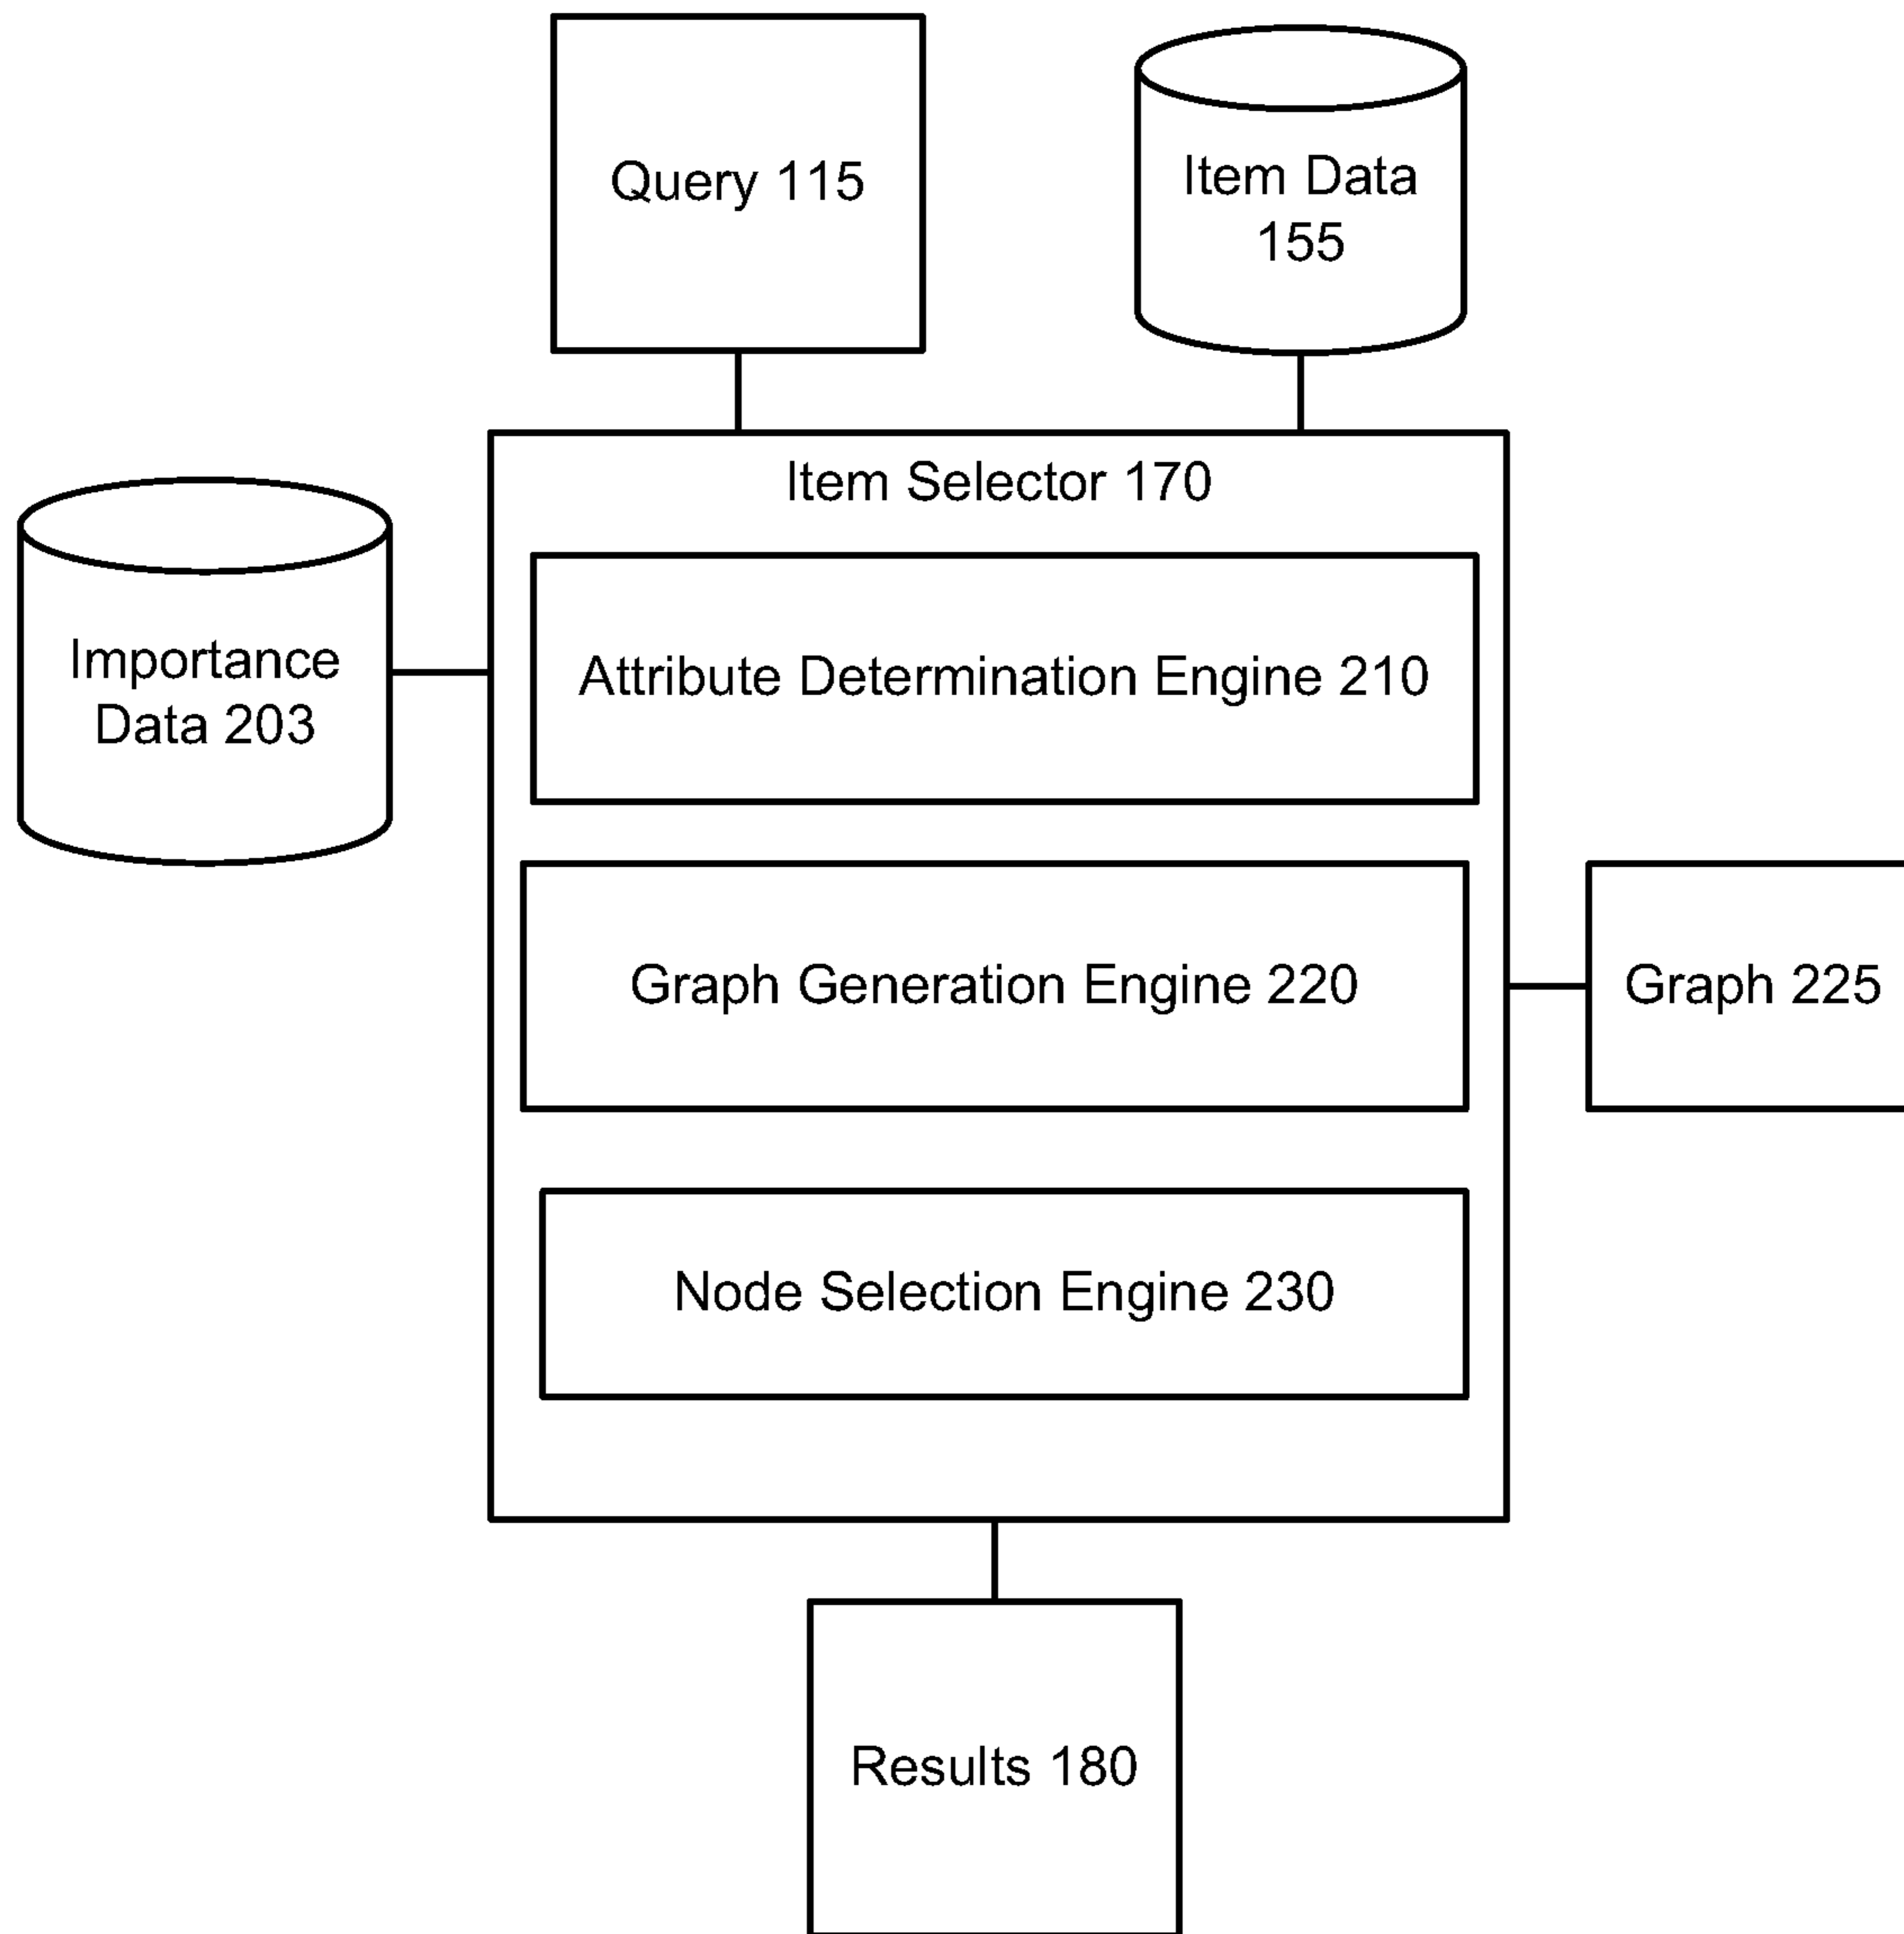 Query 115
Item Data
155
Item Selector 170
Importance
Data 203
Attribute Determination Engine 210
Graph Generation Engine 220
Graph 225
Node Selection Engine 230
Results 180